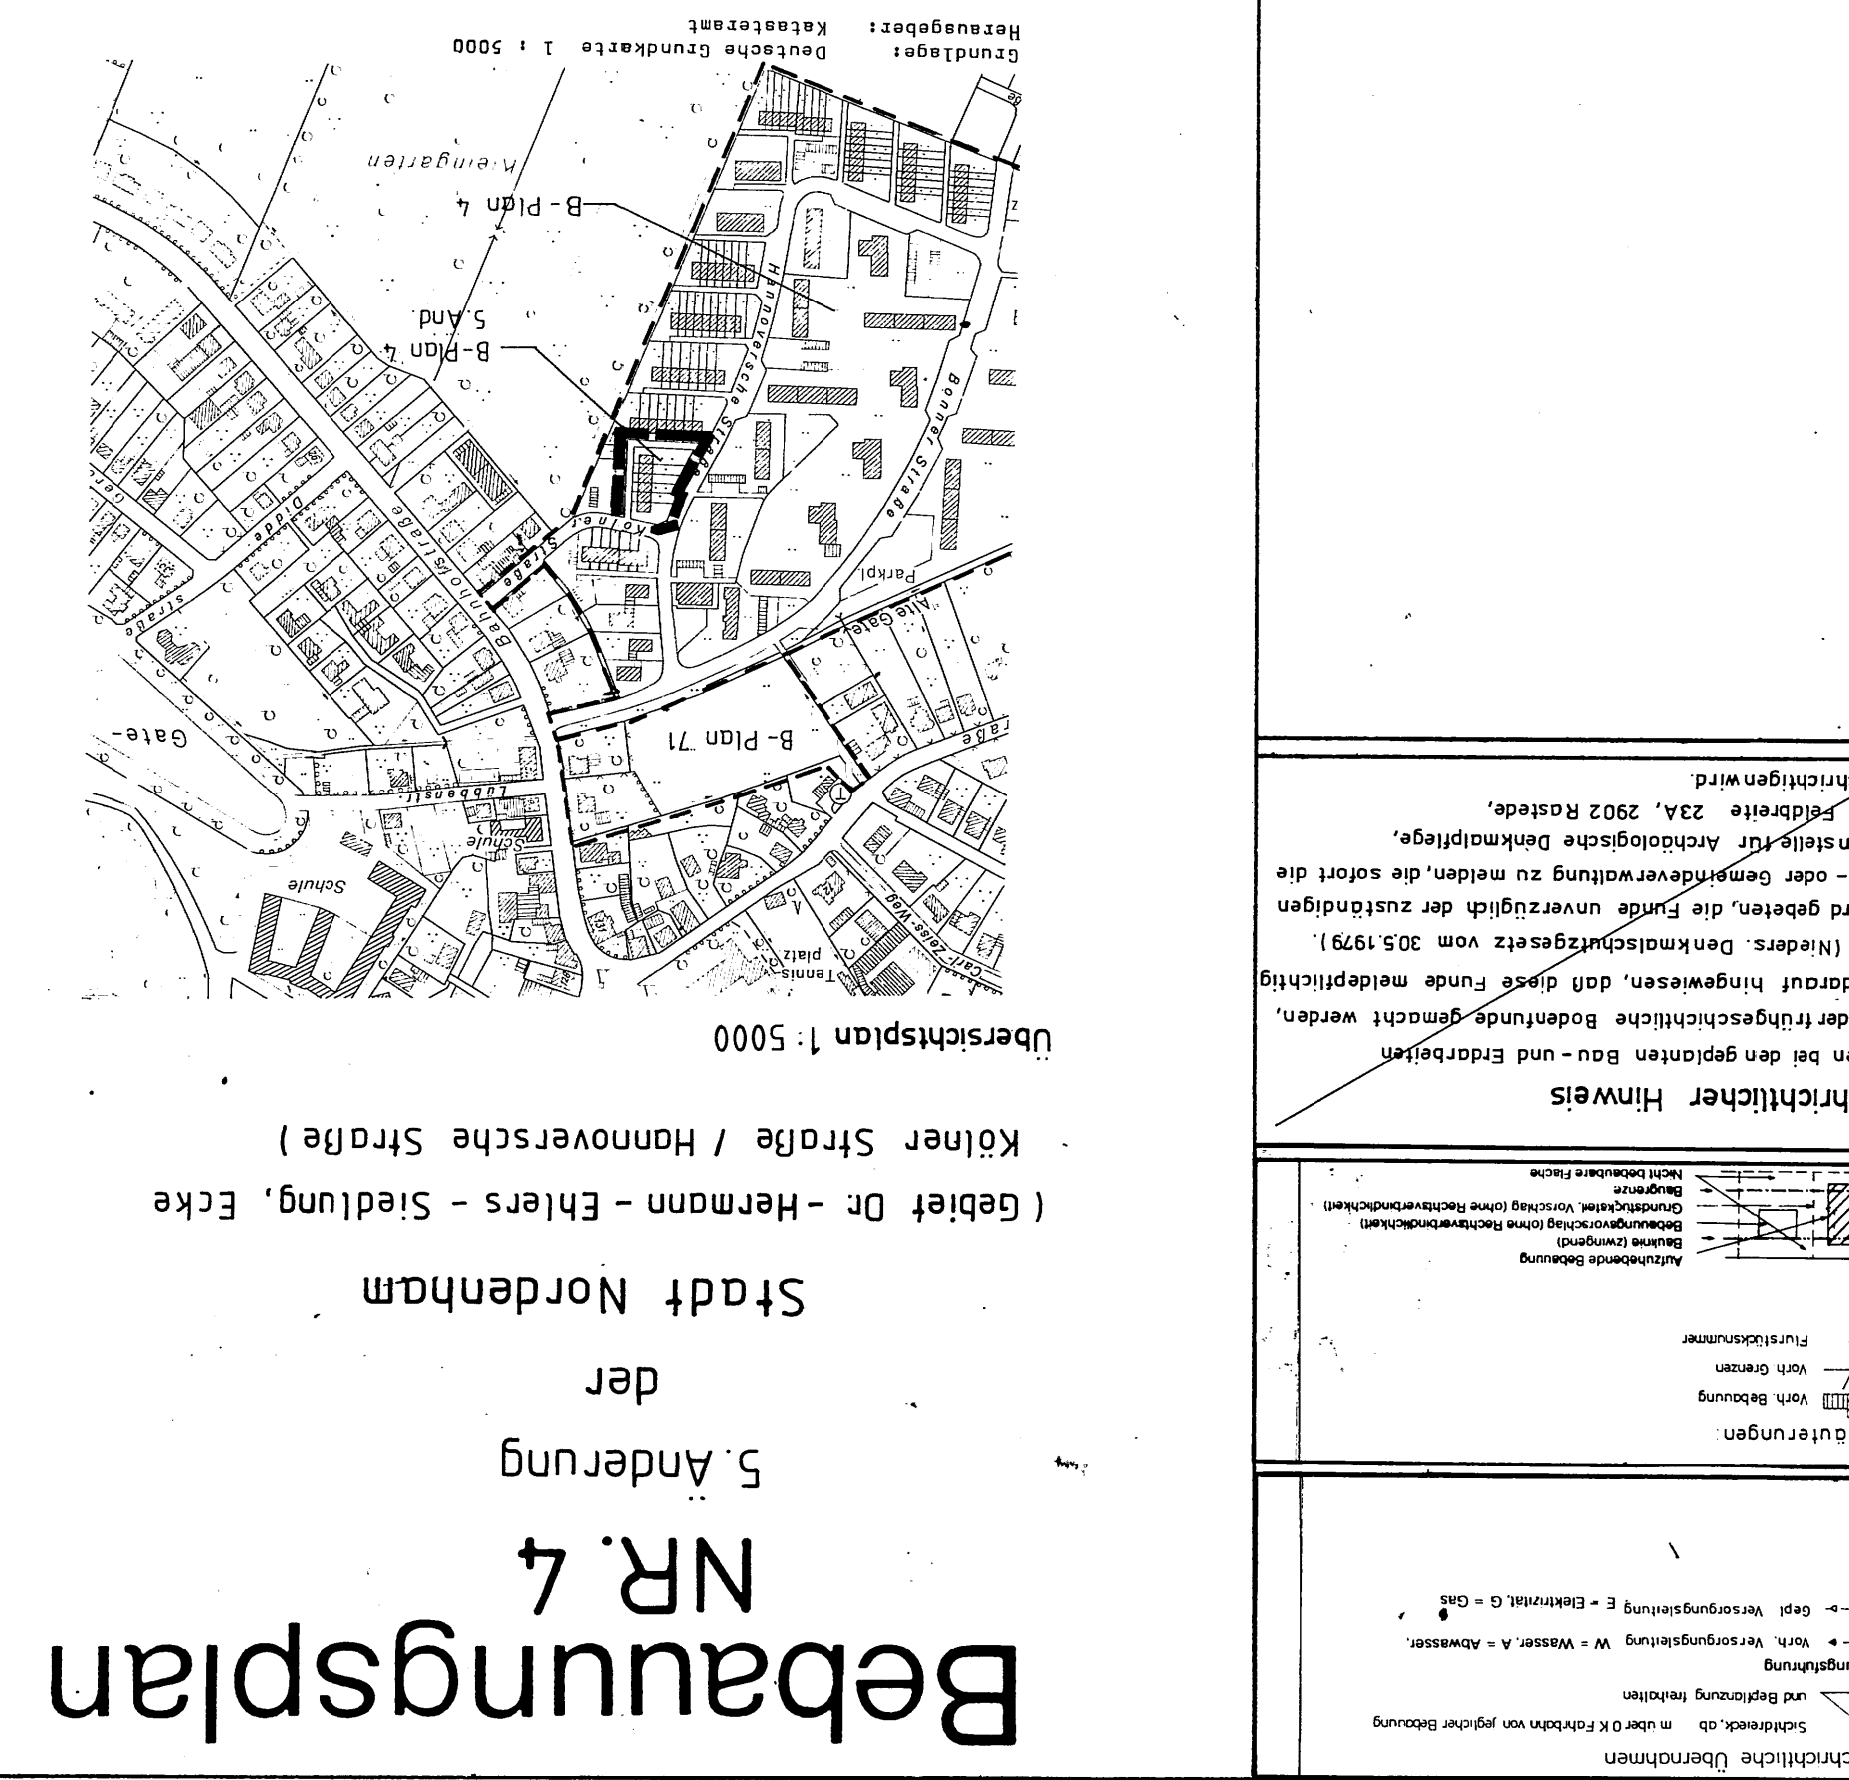 Bebauungsplan
NR. 4
5. Änderung
der
Stadt Nordenham
( Gebiet Dr. - Hermann - Ehlers - Siedlung, Ecke
Kölner Straße / Hannoversche Straße )
Übersichtsplan 1: 5000
Tennis
platz
Carl-Zeiss-Weg
Schule
Schule
Lübbenstr.
Gate-
B- Plan 71
Alte Gate
Parkpl.
raße
Bahnhofstraße
Straße
Didde
Kölner
Straße
Bonner Straße
Hannoversche Straße
B-Plan 4
5. Änd.
B- Plan 4
Kleingärten
Grundlage: Deutsche Grundkarte 1 : 5000
Herausgeber: Katasteramt
chrichtliche Übernahmen
Sichtdreieck, ab m über O K Fahrbahn von jeglicher Bebauung
und Bepflanzung freihalten
ungsführung
Vorh. Versorgungsleitung W = Wasser, A = Abwasser,
Gepl Versorgungsleitung E = Elektrizität, G = Gas
äuterungen:
Vorh. Bebauung
Vorh. Grenzen
Flurstücksnummer
Aufzuhebende Bebauung
Baulinie (zwingend)
Bebauungsvorschlag (ohne Rechtsverbindlichkeit)
Grundstücksteil. Vorschlag (ohne Rechtsverbindlichkeit)
Baugrenze
Nicht bebaubare Fläche
hrichtlicher Hinweis
en bei den geplanten Bau - und Erdarbeiten
der frühgeschichtliche Bodenfunde gemacht werden,
darauf hingewiesen, daß diese Funde meldepflichtig
(Nieders. Denkmalschutzgesetz vom 30.5.1979).
rd gebeten, die Funde unverzüglich der zuständigen
- oder Gemeindeverwaltung zu melden, die sofort die
nstelle für Archäologische Denkmalpflege,
Feldbreite 23A, 2902 Rastede,
hrichtigen wird.